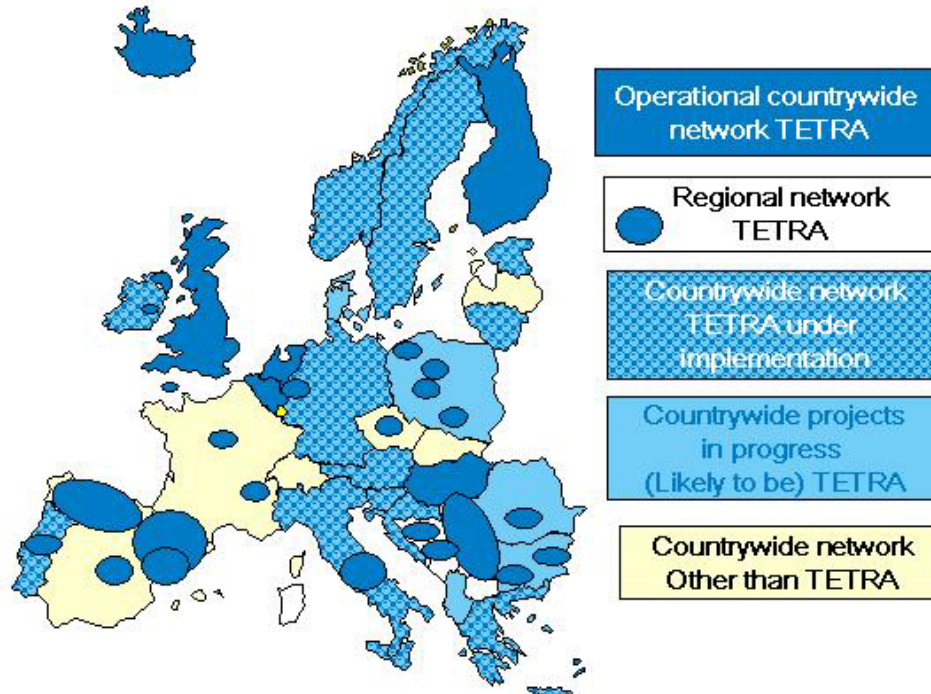 Operational countrywide
network TETRA
Regional network
TETRA
Countrywide network
TETRA under
implementation
Countrywide projects
in progress
(Likely to be) TETRA
Countrywide network
Other than TETRA